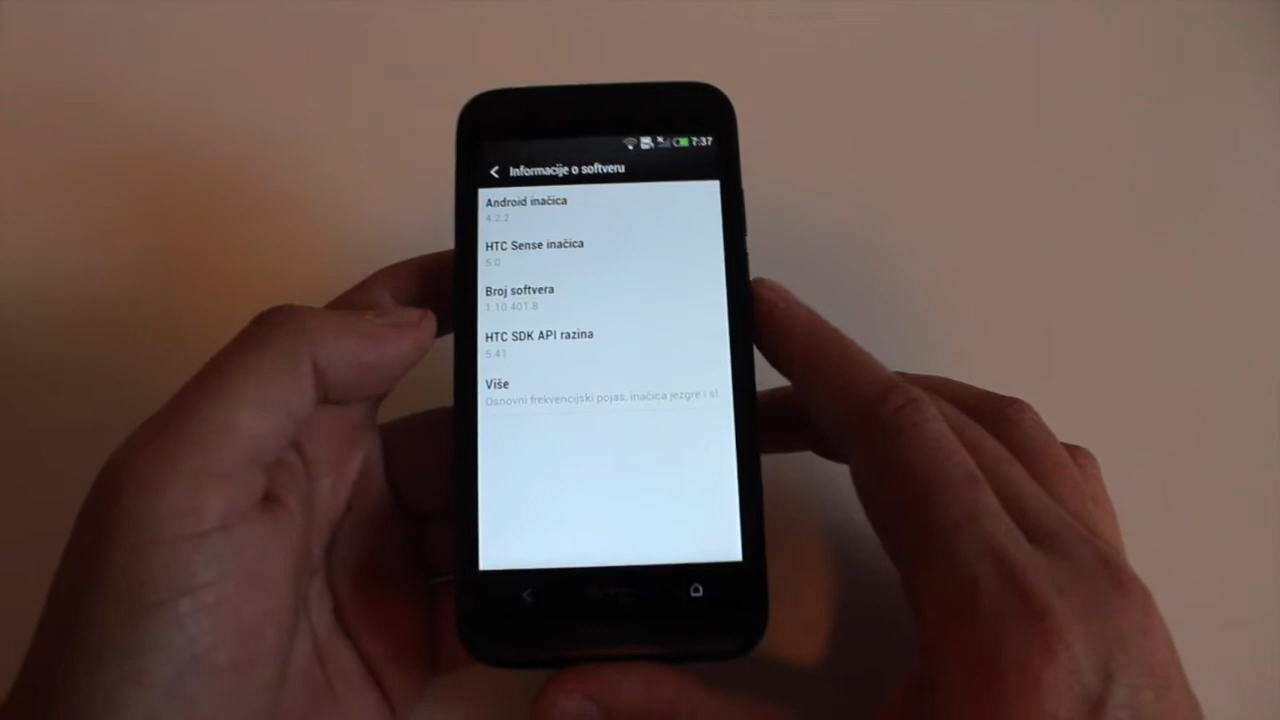 7:37
Informacije o softveru
Android inačica
4.2.2
HTC Sense inačica
5.0
Broj softvera
1.10.401.8
HTC SDK API razina
5.41
Više
Osnovni frekvencijski pojas, inačica jezgre i sl.